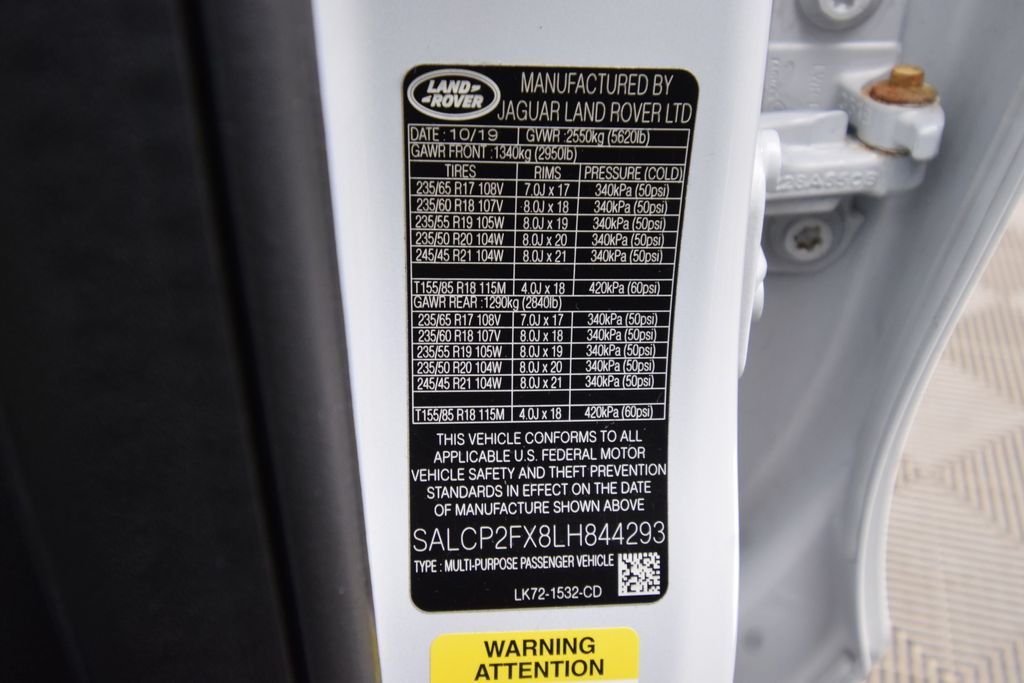 LAND-
-ROVER
MANUFACTURED BY
JAGUAR LAND ROVER LTD
DATE : 10/19 GVWR : 2550kg (5620lb)
GAWR FRONT : 1340kg (2950lb)
TIRES RIMS PRESSURE (COLD)
235/65 R17 108V 7.0J x 17 340kPa (50psi)
235/60 R18 107V 8.0J x 18 340kPa (50psi)
235/55 R19 105W 8.0J x 19 340kPa (50psi)
235/50 R20 104W 8.0J x 20 340kPa (50psi)
245/45 R21 104W 8.0J x 21 340kPa (50psi)
T155/85 R18 115M 4.0J x 18 420kPa (60psi)
GAWR REAR : 1290kg (2840lb)
235/65 R17 108V 7.0J x 17 340kPa (50psi)
235/60 R18 107V 8.0J x 18 340kPa (50psi)
235/55 R19 105W 8.0J x 19 340kPa (50psi)
235/50 R20 104W 8.0J x 20 340kPa (50psi)
245/45 R21 104W 8.0J x 21 340kPa (50psi)
T155/85 R18 115M 4.0J x 18 420kPa (60psi)
THIS VEHICLE CONFORMS TO ALL
APPLICABLE U.S. FEDERAL MOTOR
VEHICLE SAFETY AND THEFT PREVENTION
STANDARDS IN EFFECT ON THE DATE
OF MANUFACTURE SHOWN ABOVE
SALCP2FX8LH844293
TYPE : MULTI-PURPOSE PASSENGER VEHICLE
LK72-1532-CD
WARNING
ATTENTION